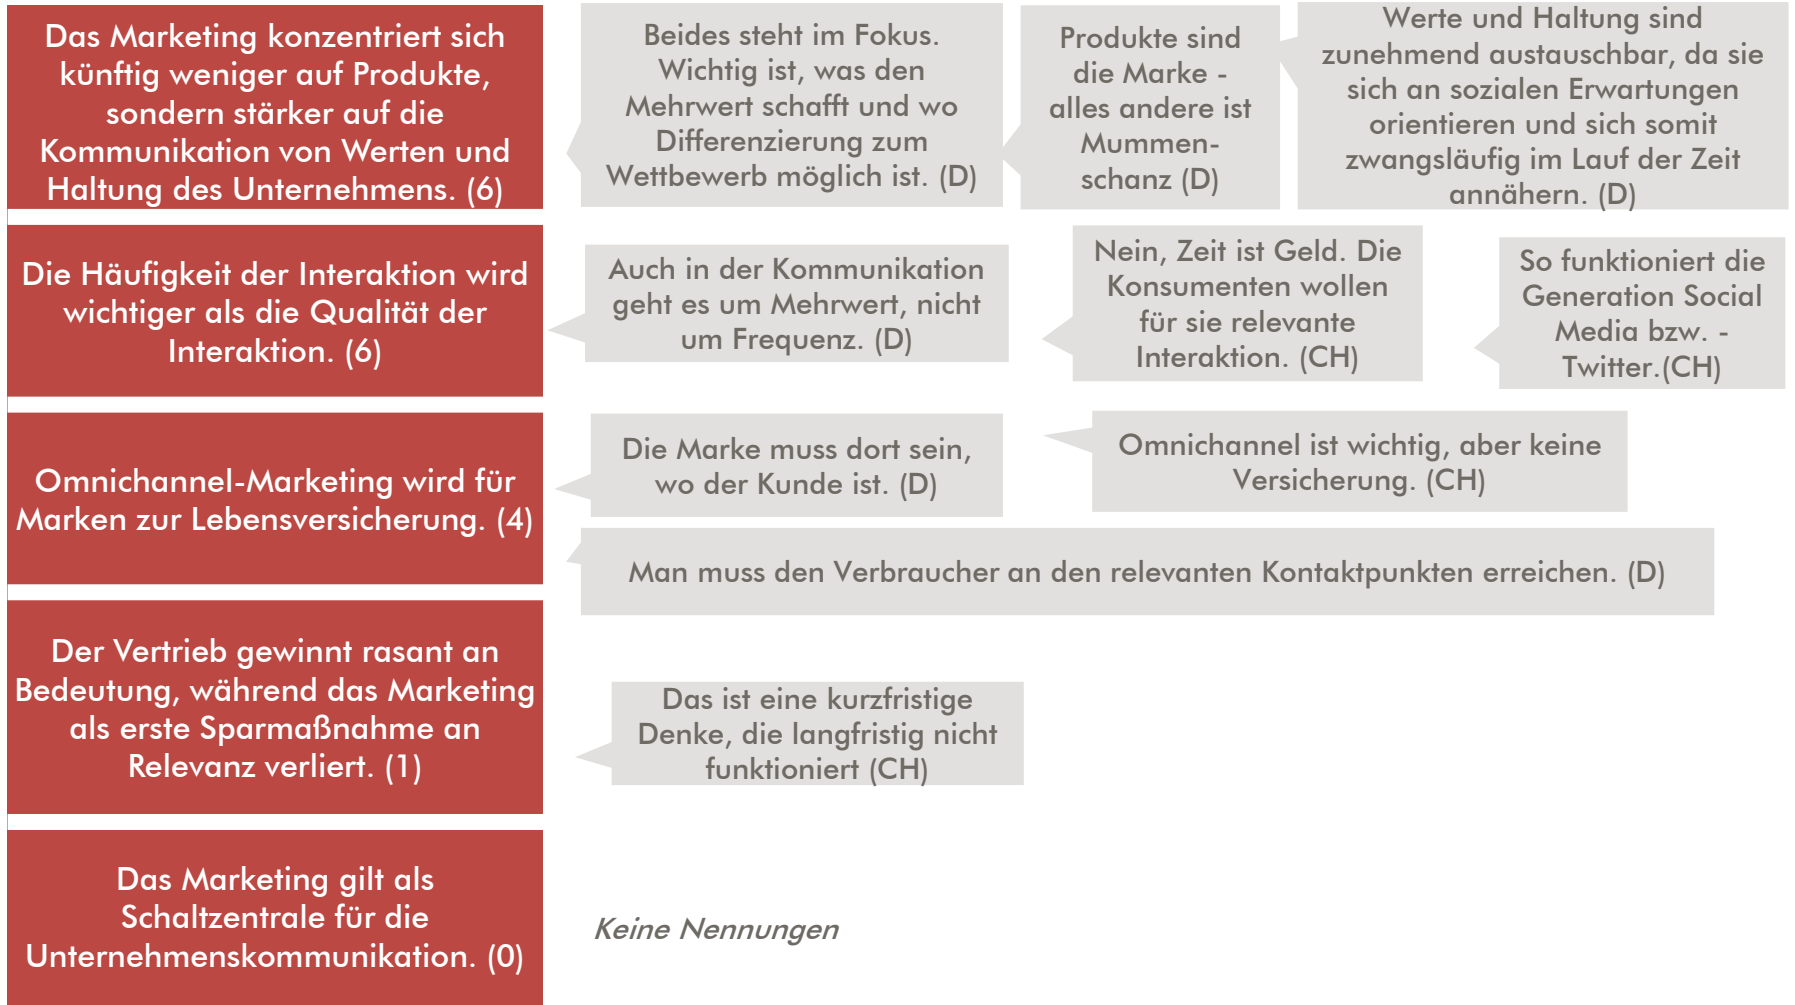 Das Marketing konzentriert sich
künftig weniger auf Produkte,
sondern stärker auf die
Kommunikation von Werten und
Haltung des Unternehmens. (6)
Beides steht im Fokus.
Wichtig ist, was den
Mehrwert schafft und wo
Differenzierung zum
Wettbewerb möglich ist. (D)
Produkte sind
die Marke -
alles andere ist
Mummen-
schanz (D)
Werte und Haltung sind
zunehmend austauschbar, da sie
sich an sozialen Erwartungen
orientieren und sich somit
zwangsläufig im Lauf der Zeit
annähern. (D)
Die Häufigkeit der Interaktion wird
wichtiger als die Qualität der
Interaktion. (6)
Auch in der Kommunikation
geht es um Mehrwert, nicht
um Frequenz. (D)
Nein, Zeit ist Geld. Die
Konsumenten wollen
für sie relevante
Interaktion. (CH)
So funktioniert die
Generation Social
Media bzw. -
Twitter.(CH)
Omnichannel-Marketing wird für
Marken zur Lebensversicherung. (4)
Die Marke muss dort sein,
wo der Kunde ist. (D)
Omnichannel ist wichtig, aber keine
Versicherung. (CH)
Man muss den Verbraucher an den relevanten Kontaktpunkten erreichen. (D)
Der Vertrieb gewinnt rasant an
Bedeutung, während das Marketing
als erste Sparmaßnahme an
Relevanz verliert. (1)
Das ist eine kurzfristige
Denke, die langfristig nicht
funktioniert (CH)
Das Marketing gilt als
Schaltzentrale für die
Unternehmenskommunikation. (0)
Keine Nennungen